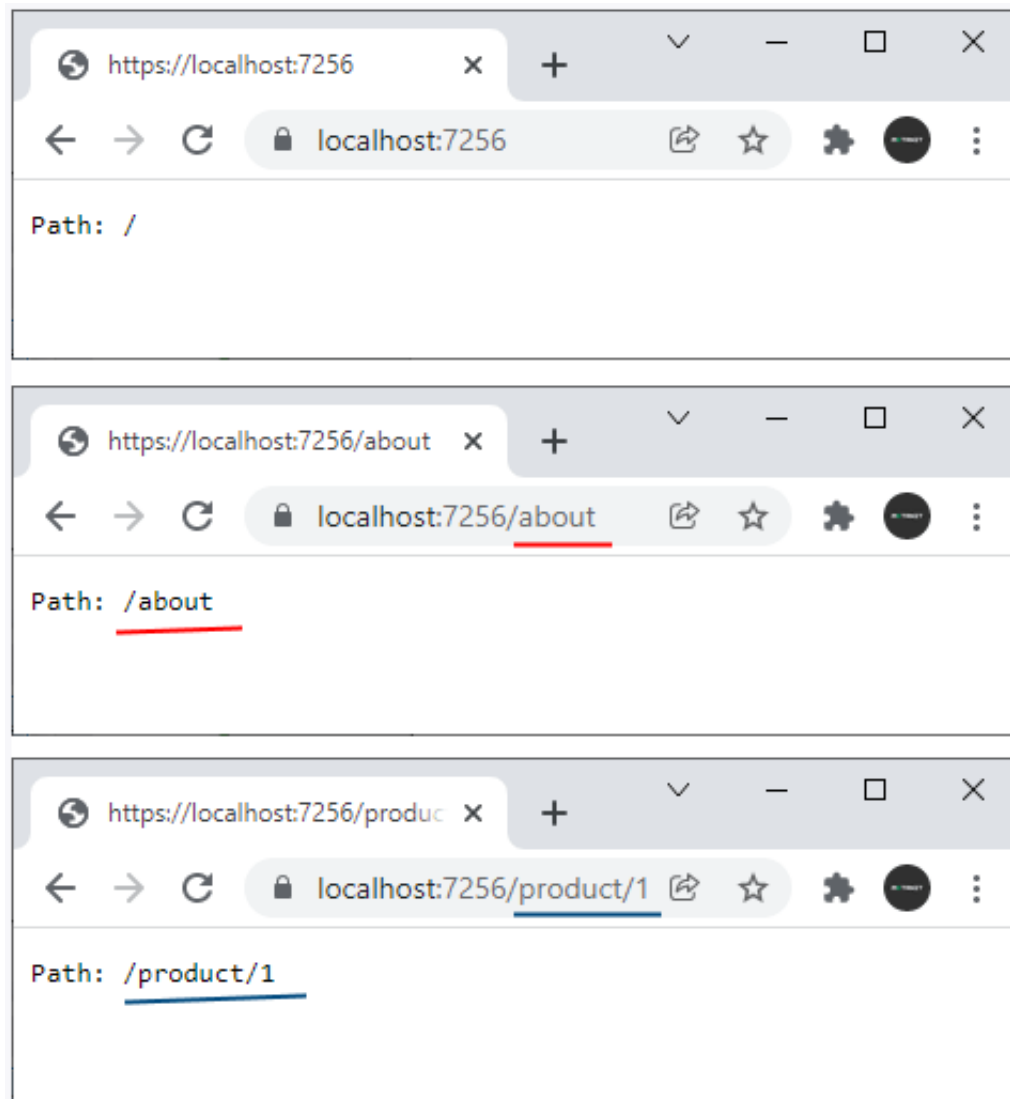 https://localhost:7256
localhost:7256
Path: /
https://localhost:7256/about
localhost:7256/about
Path: /about
https://localhost:7256/produc
localhost:7256/product/1
Path: /product/1